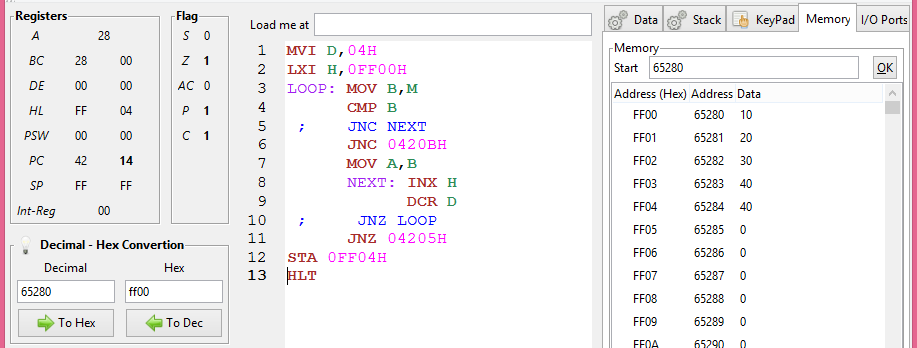 Registers
A 28
BC 28 00
DE 00 00
HL FF 04
PSW 00 00
PC 42 14
SP FF FF
Int-Reg 00
Flag
S 0
Z 1
AC 0
P 1
C 1
Decimal - Hex Convertion
Decimal Hex
65280 ff00
To Hex To Dec
Load me at
1 MVI D,04H
2 LXI H,0FF00H
3 LOOP: MOV B,M
4 CMP B
5 ; JNC NEXT
6 JNC 0420BH
7 MOV A,B
8 NEXT: INX H
9 DCR D
10 ; JNZ LOOP
11 JNZ 04205H
12 STA 0FF04H
13 HLT
Data Stack KeyPad Memory I/O Ports
Memory
Start 65280 OK
Address (Hex) Address Data
FF00 65280 10
FF01 65281 20
FF02 65282 30
FF03 65283 40
FF04 65284 40
FF05 65285 0
FF06 65286 0
FF07 65287 0
FF08 65288 0
FF09 65289 0
FF0A 65290 0